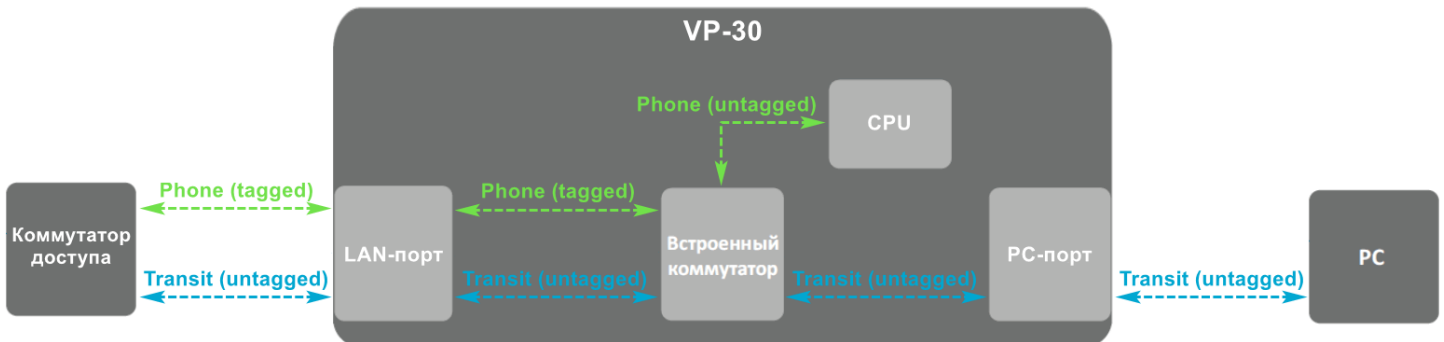 VP-30
Phone (untagged)
CPU
Phone (tagged)
Phone (tagged)
Коммутатор
доступа
LAN-порт
Встроенный
коммутатор
PC-порт
PC
Transit (untagged)
Transit (untagged)
Transit (untagged)
Transit (untagged)